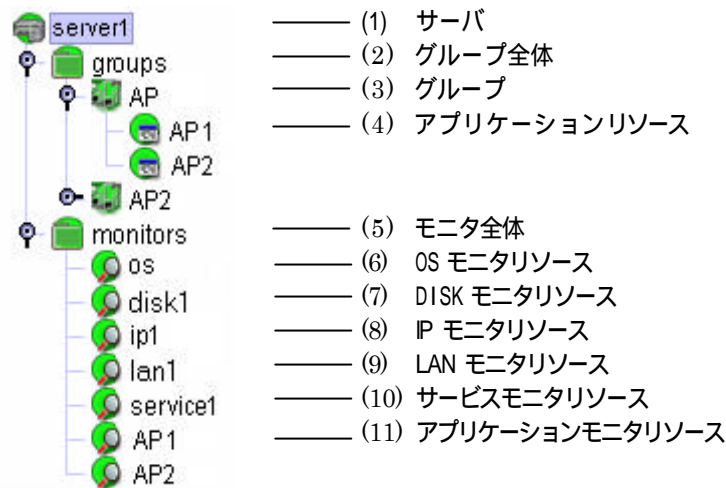 server1 (1) サーバ
groups (2) グループ全体
AP (3) グループ
AP1 (4) アプリケーションリソース
AP2
AP2
monitors (5) モニタ全体
os (6) OS モニタリソース
disk1 (7) DISK モニタリソース
ip1 (8) IP モニタリソース
lan1 (9) LAN モニタリソース
service1 (10) サービスモニタリソース
AP1 (11) アプリケーションモニタリソース
AP2